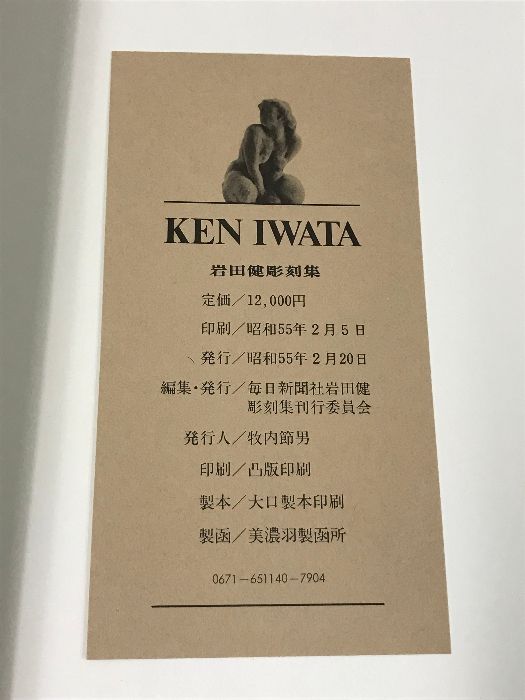 KEN IWATA
岩田健彫刻集
定価／12,000円
印刷／昭和55年2月5日
発行／昭和55年2月20日
編集・発行／毎日新聞社岩田健
彫刻集刊行委員会
発行人／牧内節男
印刷／凸版印刷
製本／大口製本印刷
製函／美濃羽製函所
0671－651140－7904